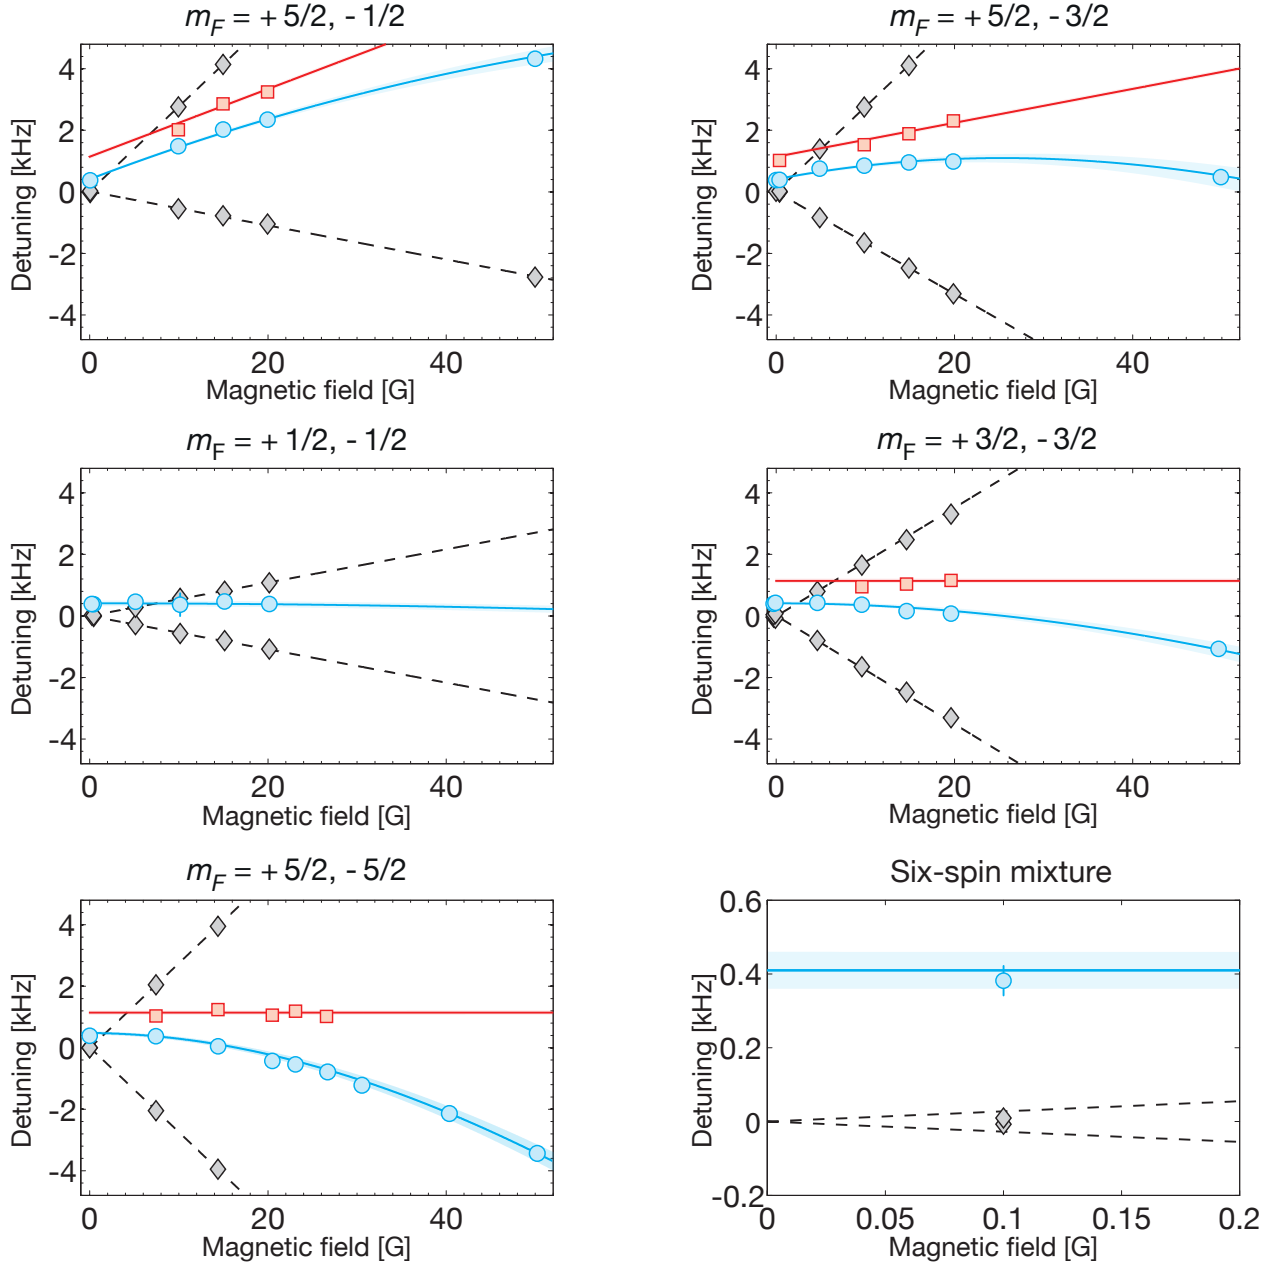 m_F = + 5/2, - 1/2
4
2
0
-2
-4
0 20 40
Detuning [kHz]
Magnetic field [G]
m_F = + 5/2, - 3/2
4
2
0
-2
-4
0 20 40
Detuning [kHz]
Magnetic field [G]
m_F = + 1/2, - 1/2
4
2
0
-2
-4
0 20 40
Detuning [kHz]
Magnetic field [G]
m_F = + 3/2, - 3/2
4
2
0
-2
-4
0 20 40
Detuning [kHz]
Magnetic field [G]
m_F = + 5/2, - 5/2
4
2
0
-2
-4
0 20 40
Detuning [kHz]
Magnetic field [G]
Six-spin mixture
0.6
0.4
0.2
0
-0.2
0 0.05 0.1 0.15 0.2
Detuning [kHz]
Magnetic field [G]